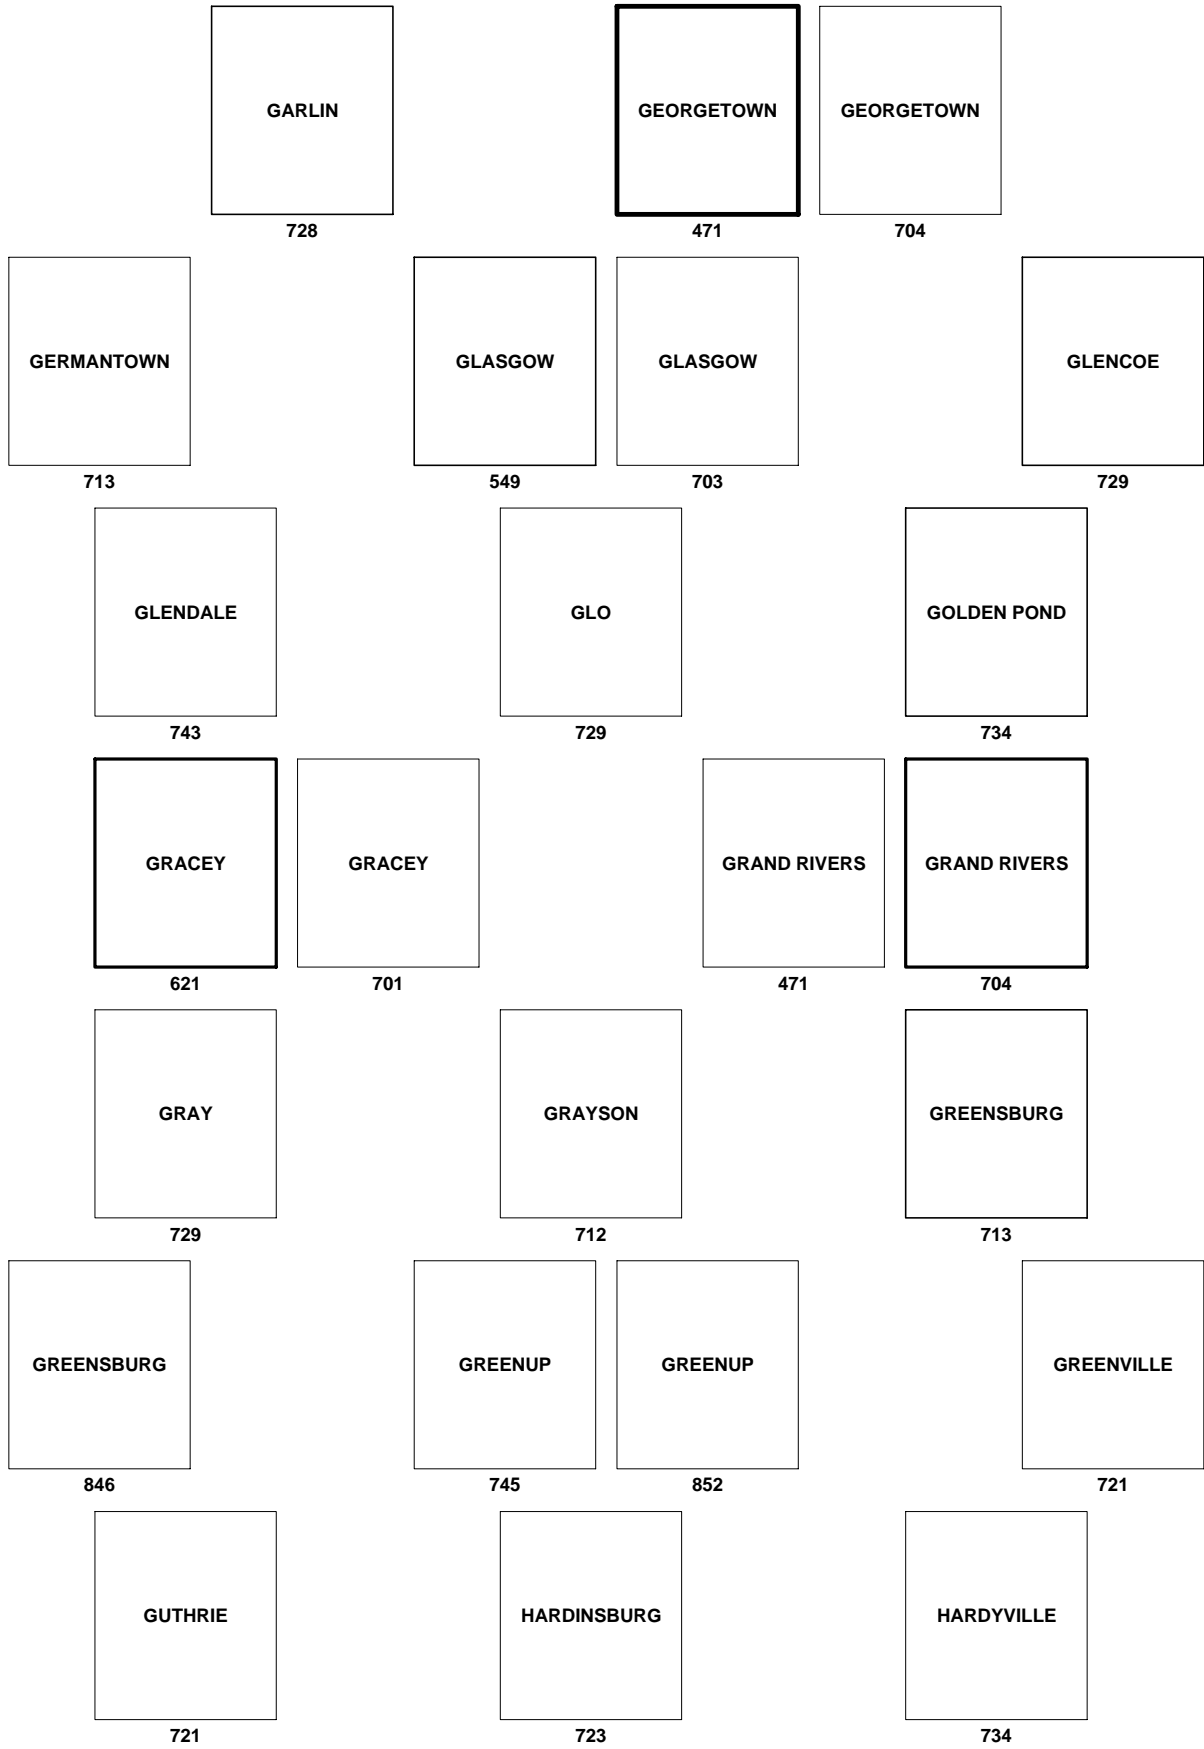 GARLIN GEORGETOWN GEORGETOWN
728 471 704
GERMANTOWN GLASGOW GLASGOW GLENCOE
713 549 703 729
GLENDALE GLO GOLDEN POND
743 729 734
GRACEY GRACEY GRAND RIVERS GRAND RIVERS
621 701 471 704
GRAY GRAYSON GREENSBURG
729 712 713
GREENSBURG GREENUP GREENUP GREENVILLE
846 745 852 721
GUTHRIE HARDINSBURG HARDYVILLE
721 723 734